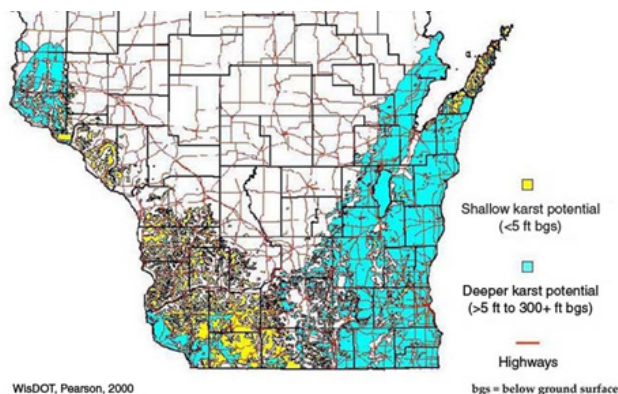 Shallow karst potential
(<5 ft bgs)
Deeper karst potential
(>5 ft to 300+ ft bgs)
Highways
WisDOT, Pearson, 2000
bgs = below ground surface